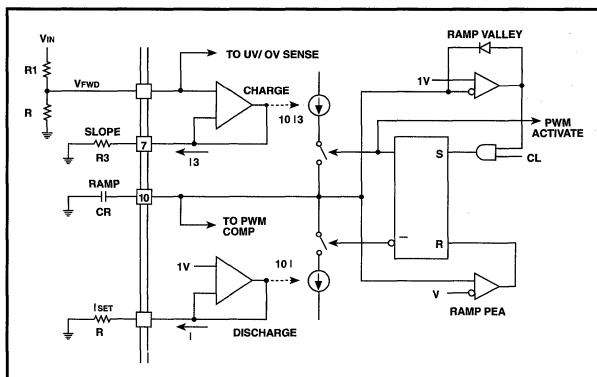 VIN
R1
VFWD
R
TO UV/ OV SENSE
CHARGE
10 I3
SLOPE
R3
7
I3
RAMP
CR
10
TO PWM
COMP
1V
10 I
ISET
R
I
DISCHARGE
RAMP VALLEY
1V
PWM
ACTIVATE
S
CL
R
V
RAMP PEA